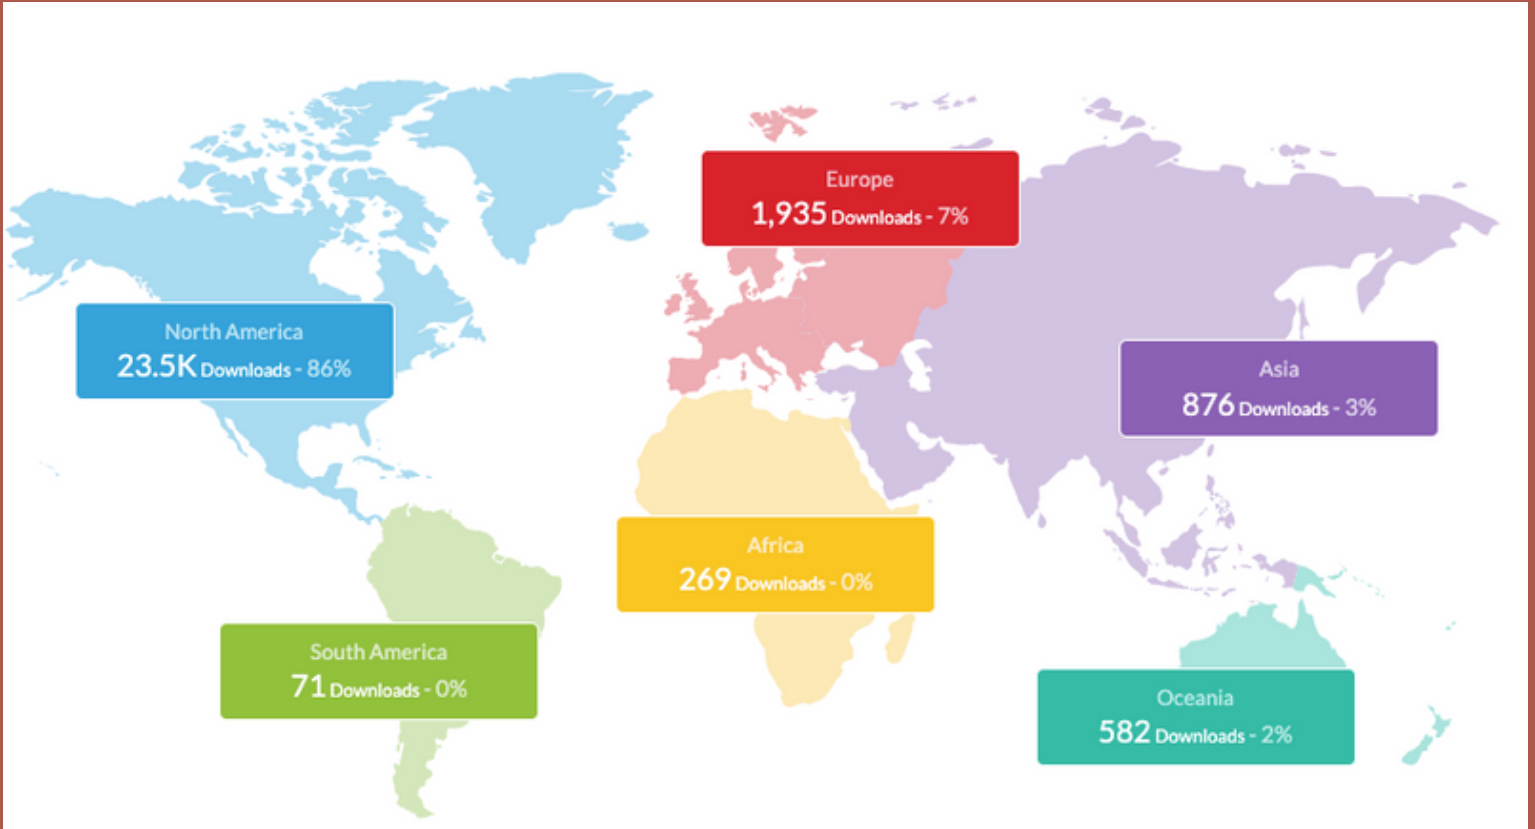 Europe
1,935 Downloads - 7%
North America
23.5K Downloads - 86%
Asia
876 Downloads - 3%
Africa
269 Downloads - 0%
South America
71 Downloads - 0%
Oceania
582 Downloads - 2%